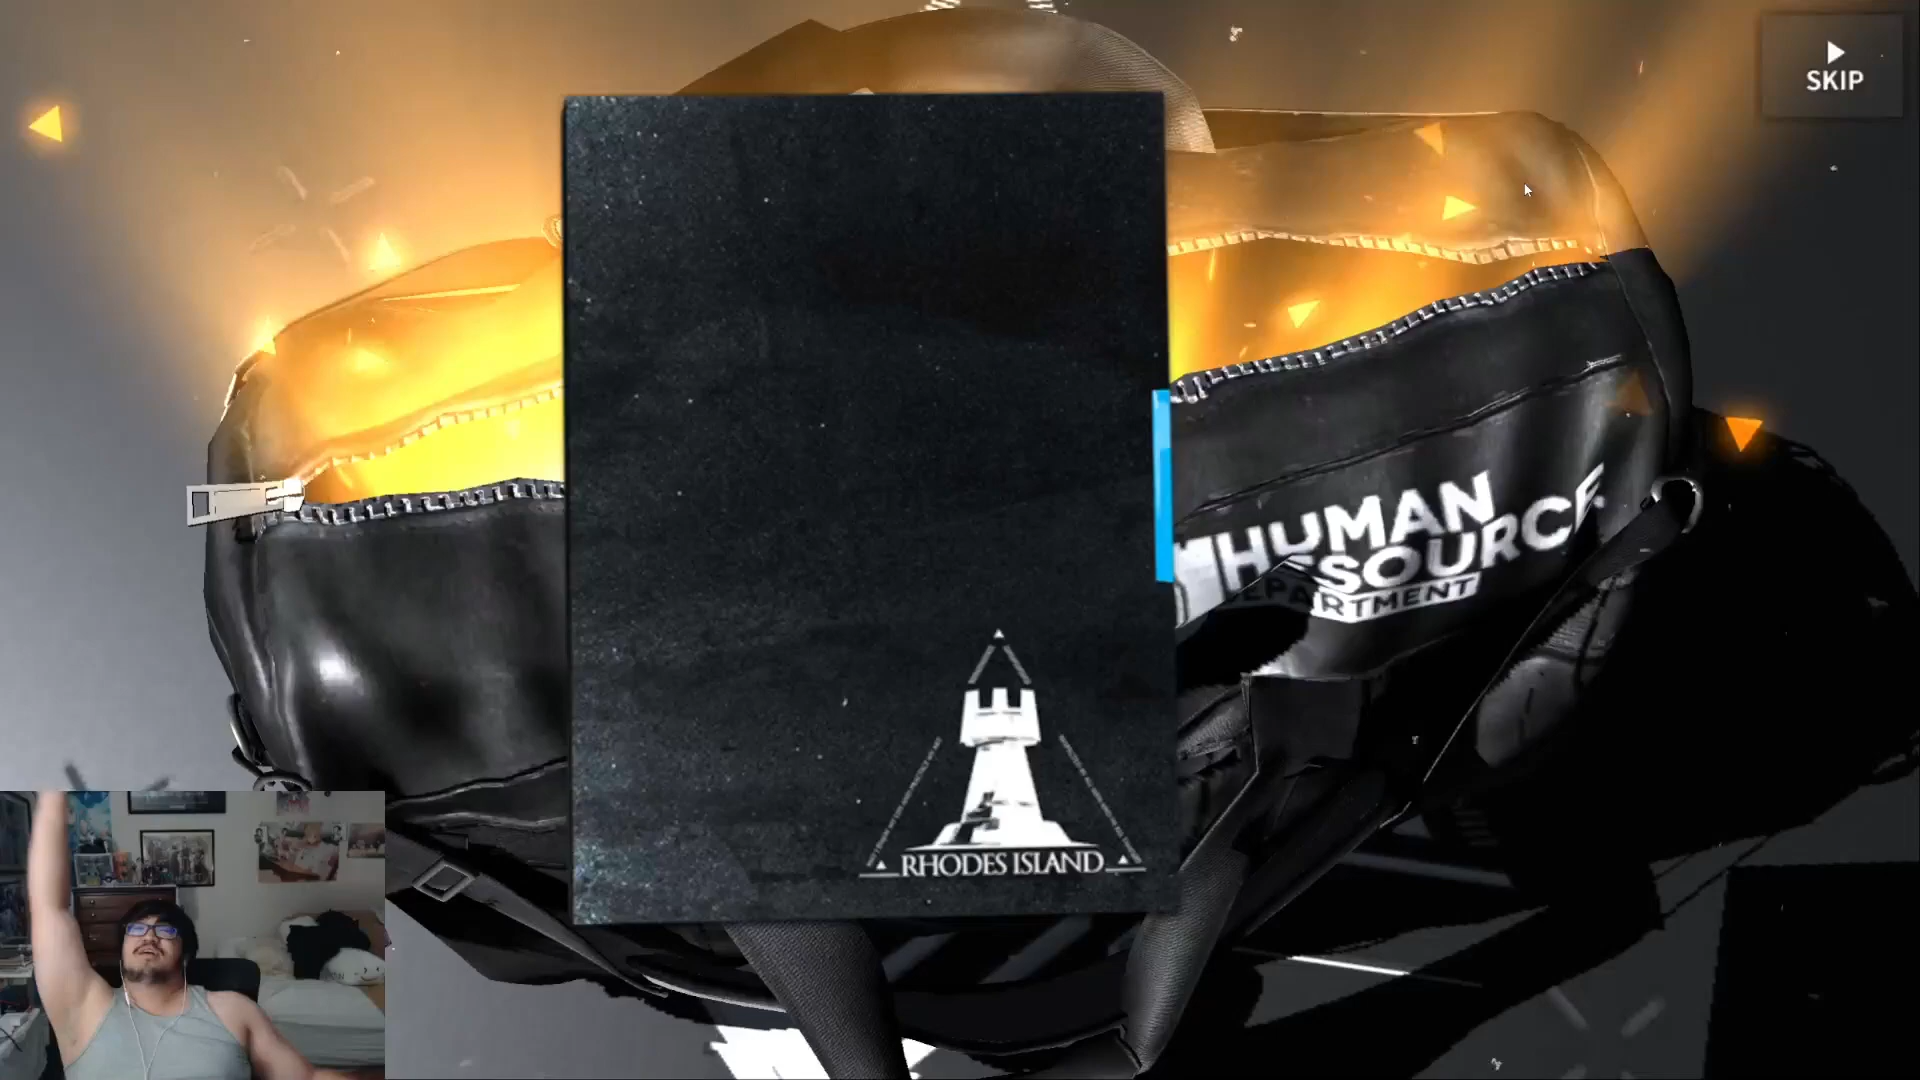 SKIP
HUMAN
RESOURCE
DEPARTMENT
RHODES ISLAND